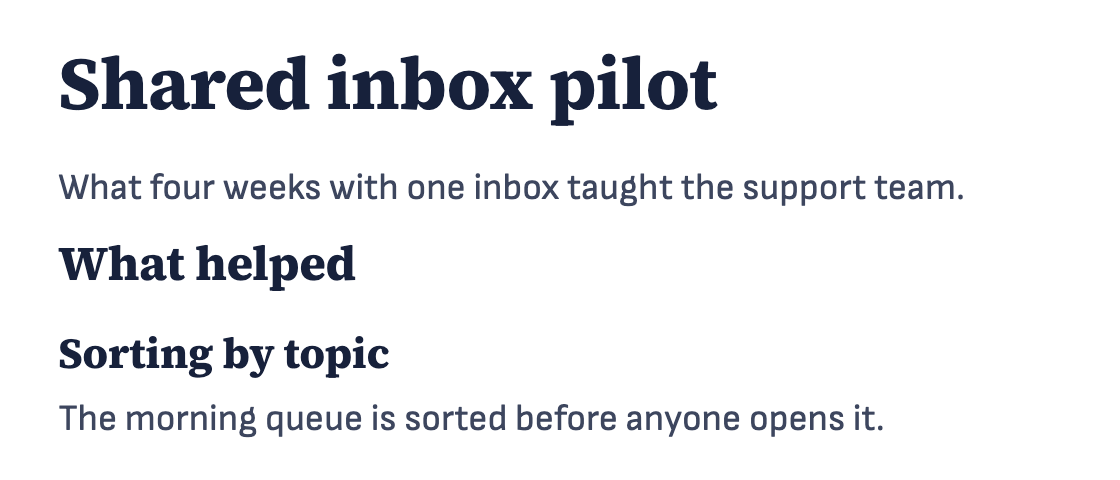 Shared inbox pilot
What four weeks with one inbox taught the support team.
What helped
Sorting by topic
The morning queue is sorted before anyone opens it.